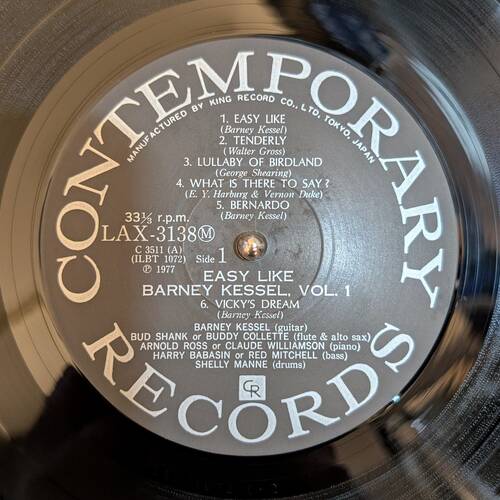 CONTEMPORARY
MANUFACTURED BY KING RECORD CO., LTD. TOKYO, JAPAN
1. EASY LIKE
(Barney Kessel)
2. TENDERLY
(Walter Gross)
3. LULLABY OF BIRDLAND
(George Shearing)
4. WHAT IS THERE TO SAY?
(E. Y. Harburg & Vernon Duke)
5. BERNARDO
(Barney Kessel)
33⅓ r.p.m.
LAX-3138 Ⓜ
C 3511 (A)
(ILBT 1072) Side 1
Ⓟ 1977
EASY LIKE
BARNEY KESSEL, VOL. 1
6. VICKY'S DREAM
(Barney Kessel)
BARNEY KESSEL (guitar)
BUD SHANK or BUDDY COLLETTE (flute & alto sax)
ARNOLD ROSS or CLAUDE WILLIAMSON (piano)
HARRY BABASIN or RED MITCHELL (bass)
SHELLY MANNE (drums)
CR
RECORDS